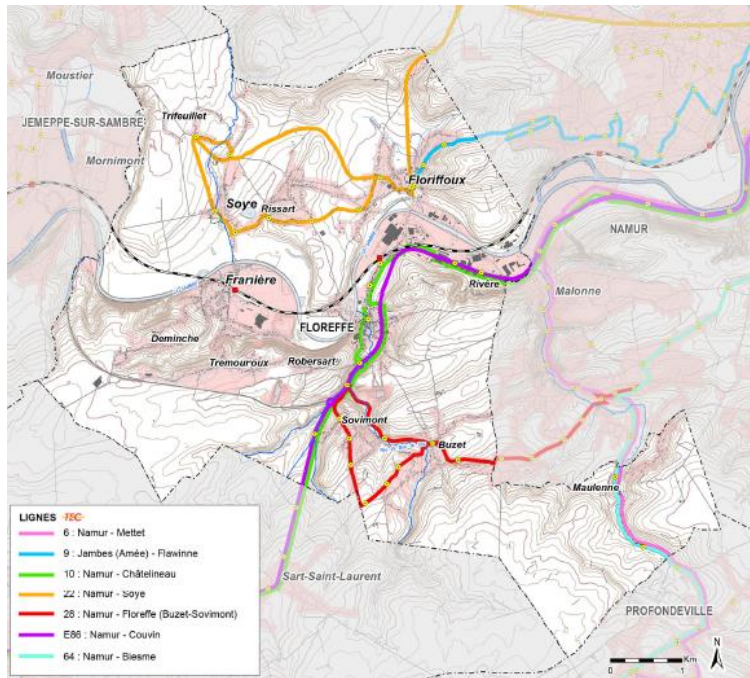 Moustier
Trifeuillet
JEMEPPE-SUR-SAMBRE
Mornimont
Floriffoux
Soye
Rissart
NAMUR
Franière
Rivère
Malonne
FLOREFFE
Deminche
Trémouroux
Robersart
Sovimont
Buzet
Maulenne
LIGNES TEC
6 : Namur - Mettet
9 : Jambes (Amée) - Flawinne
10 : Namur - Châtelineau
22 : Namur - Soye
28 : Namur - Floreffe (Buzet-Sovimont)
E86 : Namur - Couvin
64 : Namur - Biesme
Sart-Saint-Laurent
PROFONDEVILLE
N
Km
0 1